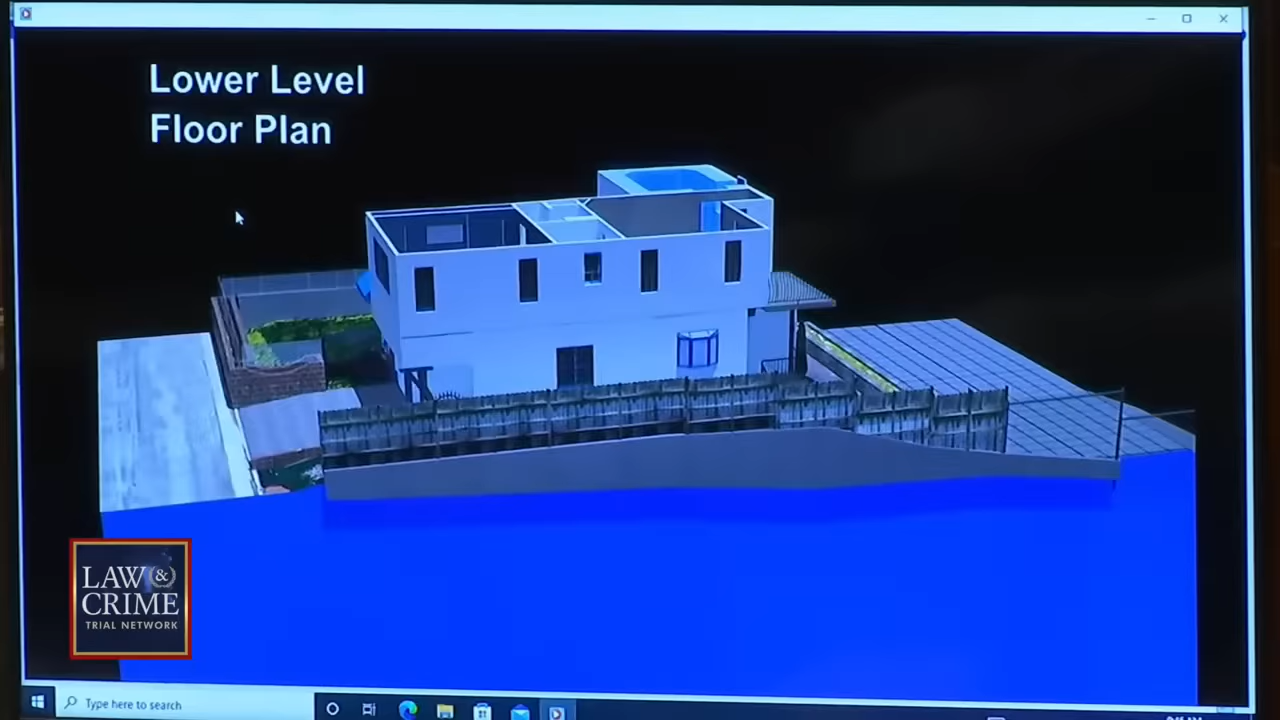 Lower Level
Floor Plan
LAW &
CRIME
TRIAL NETWORK
Type here to search